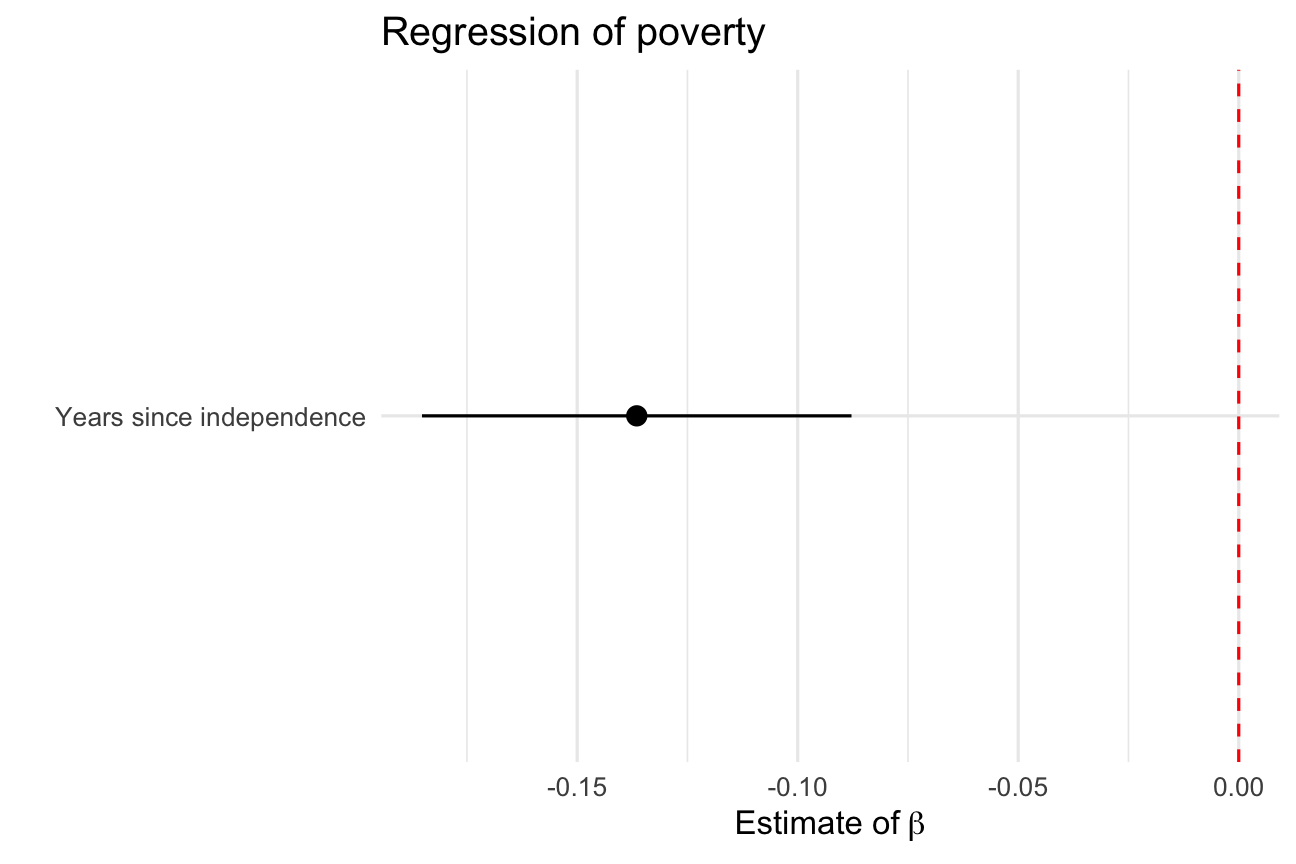 Regression of poverty
Years since independence
-0.15 -0.10 -0.05 0.00
Estimate of β